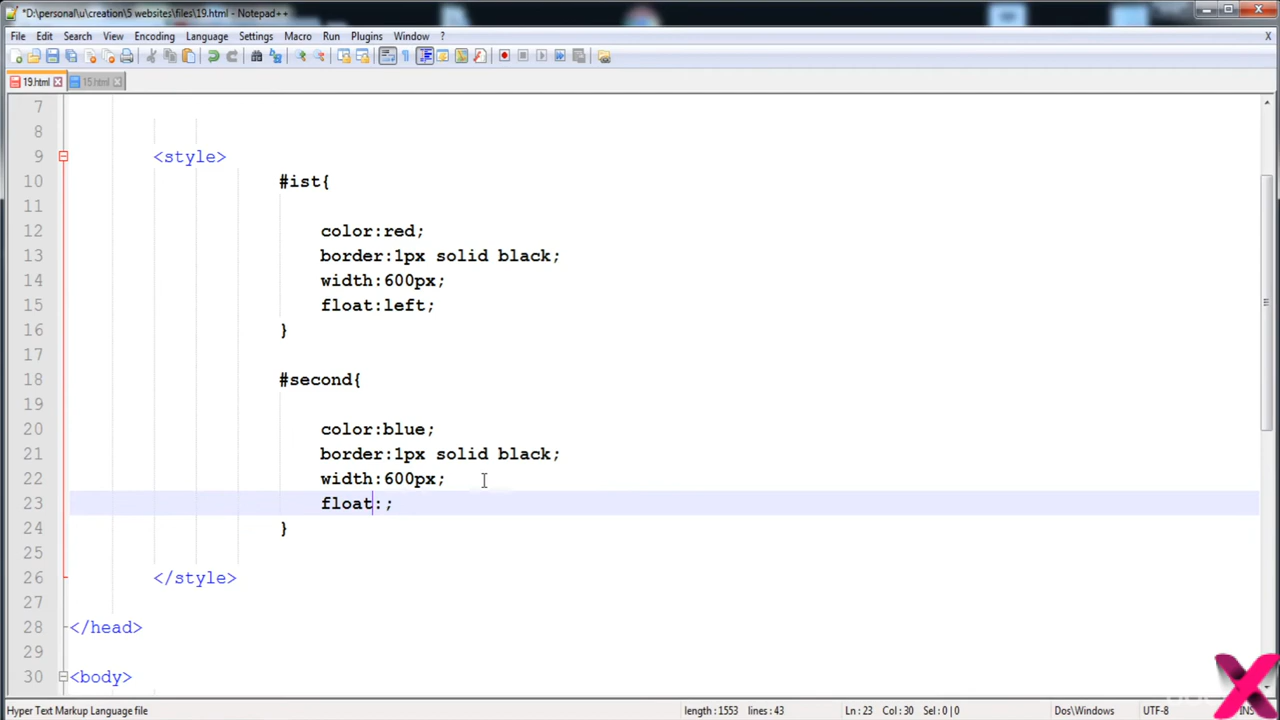 *D:\personal\u\creation\5 websites\files\19.html - Notepad++
File Edit Search View Encoding Language Settings Macro Run Plugins Window ? X
19.html 15.html
7
8
9 <style>
10 #ist{
11
12 color:red;
13 border:1px solid black;
14 width:600px;
15 float:left;
16 }
17
18 #second{
19
20 color:blue;
21 border:1px solid black;
22 width:600px;
23 float:;
24 }
25
26 </style>
27
28 </head>
29
30 <body>
Hyper Text Markup Language file length : 1553 lines : 43 Ln : 23 Col : 30 Sel : 0 | 0 Dos\Windows UTF-8 INS